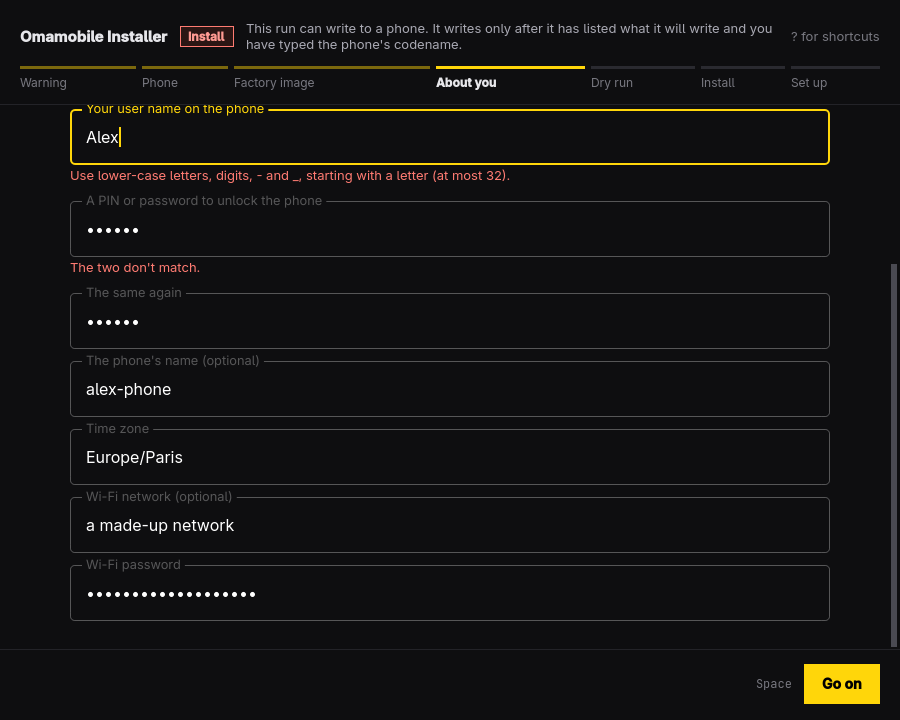 Omamobile Installer
Install
This run can write to a phone. It writes only after it has listed what it will write and you
have typed the phone's codename.
? for shortcuts
Warning
Phone
Factory image
About you
Dry run
Install
Set up
Your user name on the phone
Alex
Use lower-case letters, digits, - and _, starting with a letter (at most 32).
A PIN or password to unlock the phone
••••••
The two don't match.
The same again
••••••
The phone's name (optional)
alex-phone
Time zone
Europe/Paris
Wi-Fi network (optional)
a made-up network
Wi-Fi password
•••••••••••••••••••
Space
Go on